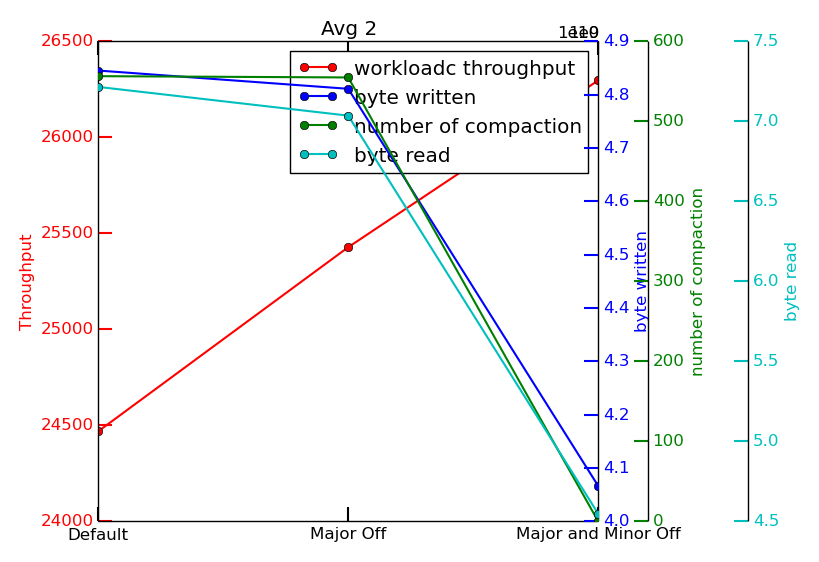 Avg 2
26500
26000
25500
25000
24500
24000
Throughput
workloadc throughput
byte written
number of compaction
byte read
Default
Major Off
Major and Minor Off
4.9
4.8
4.7
4.6
4.5
4.4
4.3
4.2
4.1
4.0
byte written
600
500
400
300
200
100
0
number of compaction
7.5
7.0
6.5
6.0
5.5
5.0
4.5
byte read